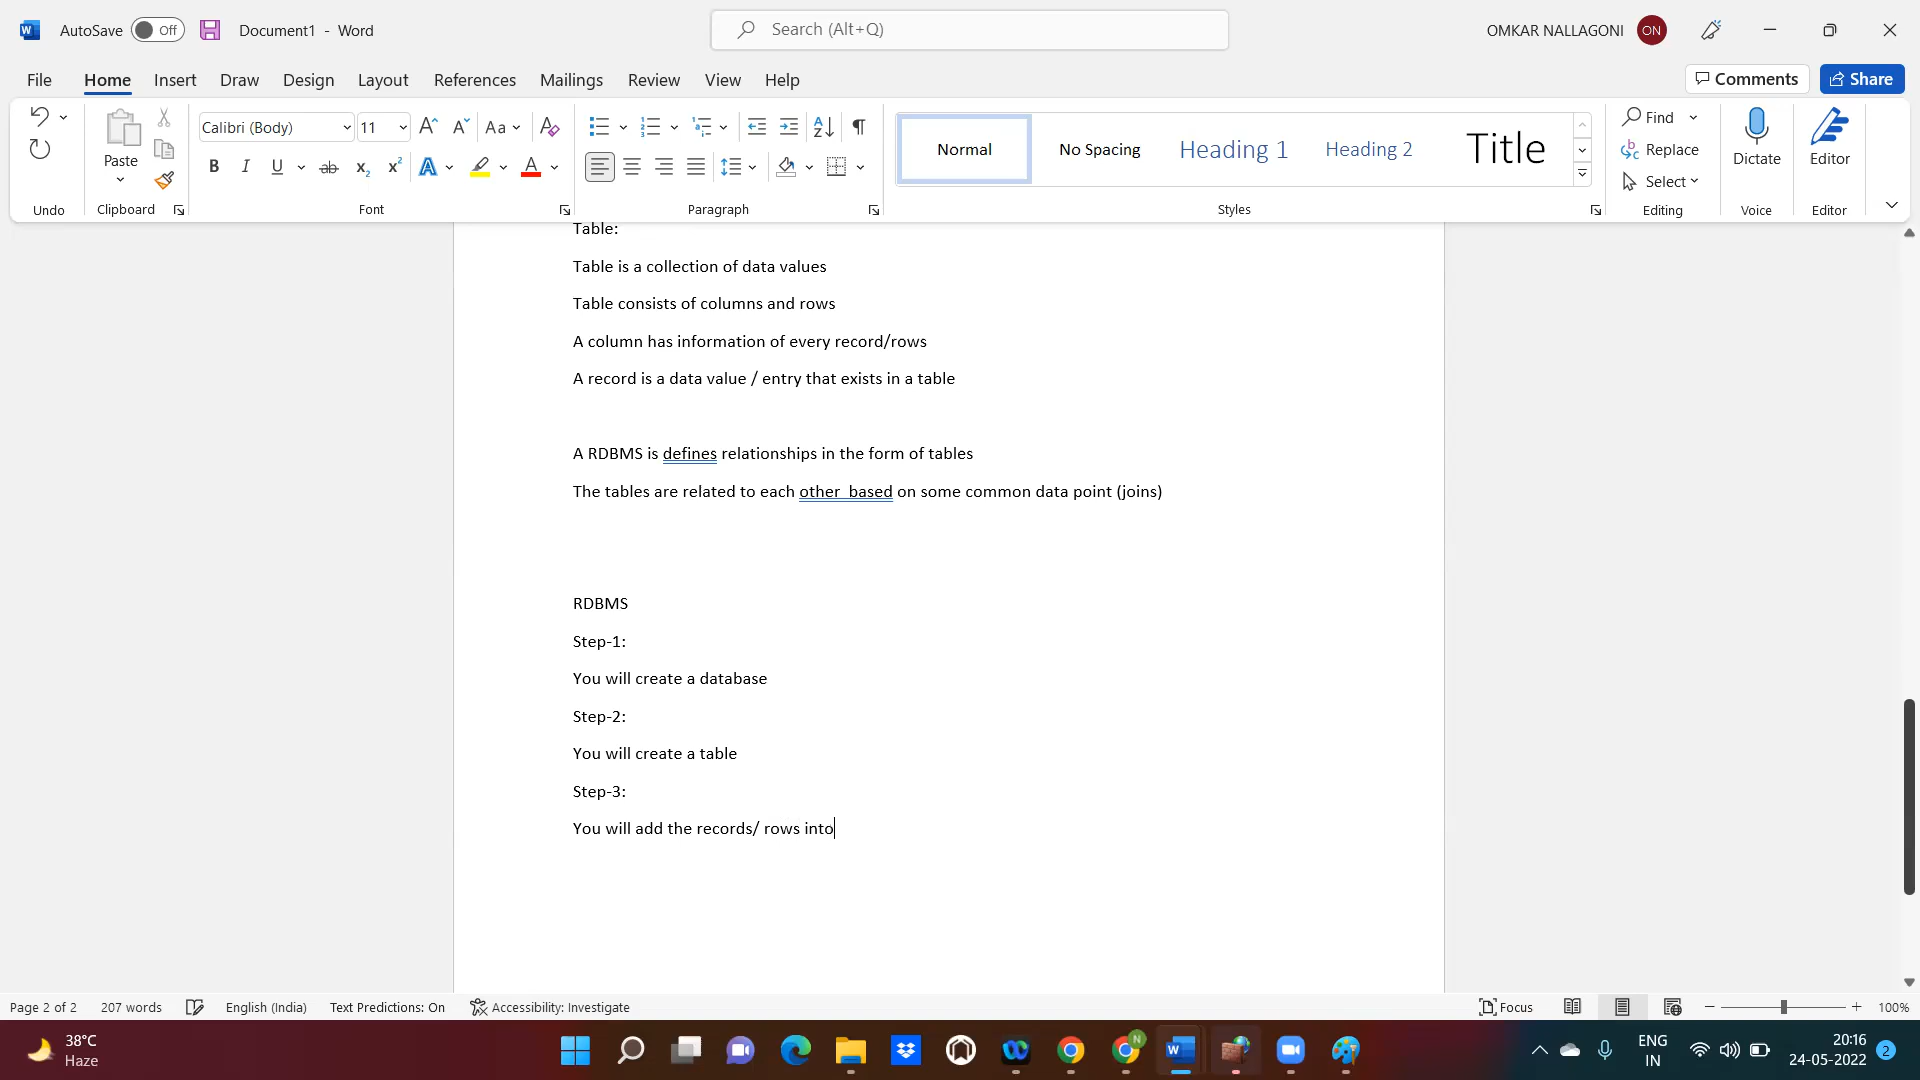 AutoSave Off Document1 - Word Search (Alt+Q) OMKAR NALLAGONI ON
File Home Insert Draw Design Layout References Mailings Review View Help Comments Share
Calibri (Body) 11 Aa Normal No Spacing Heading 1 Heading 2 Title Find
Paste Replace Dictate Editor
B I U ab x₂ x² A A Select
Undo Clipboard Font Paragraph Styles Editing Voice Editor
Table:
Table is a collection of data values
Table consists of columns and rows
A column has information of every record/rows
A record is a data value / entry that exists in a table
A RDBMS is defines relationships in the form of tables
The tables are related to each other  based on some common data point (joins)
RDBMS
Step-1:
You will create a database
Step-2:
You will create a table
Step-3:
You will add the records/ rows into
Page 2 of 2 207 words English (India) Text Predictions: On Accessibility: Investigate Focus 100%
38°C ENG 20:16
Haze IN 24-05-2022 2